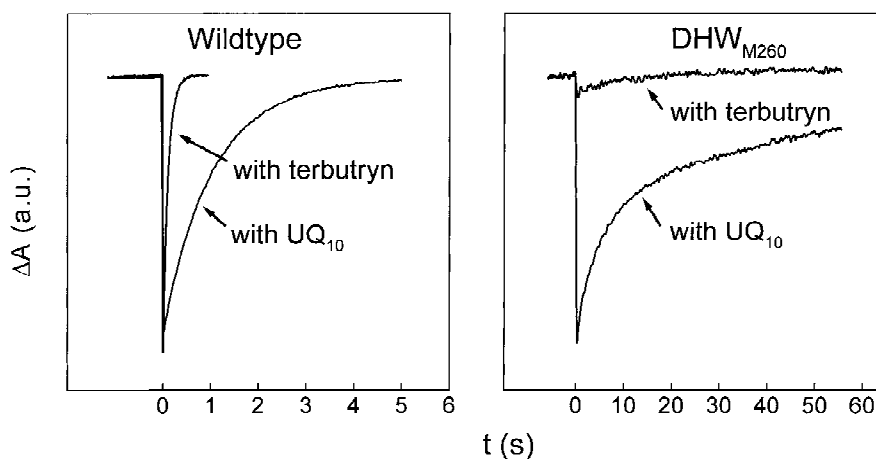 Wildtype
with terbutryn
with UQ10
0 1 2 3 4 5 6
DHWM260
with terbutryn
with UQ10
0 10 20 30 40 50 60
ΔA (a.u.)
t (s)